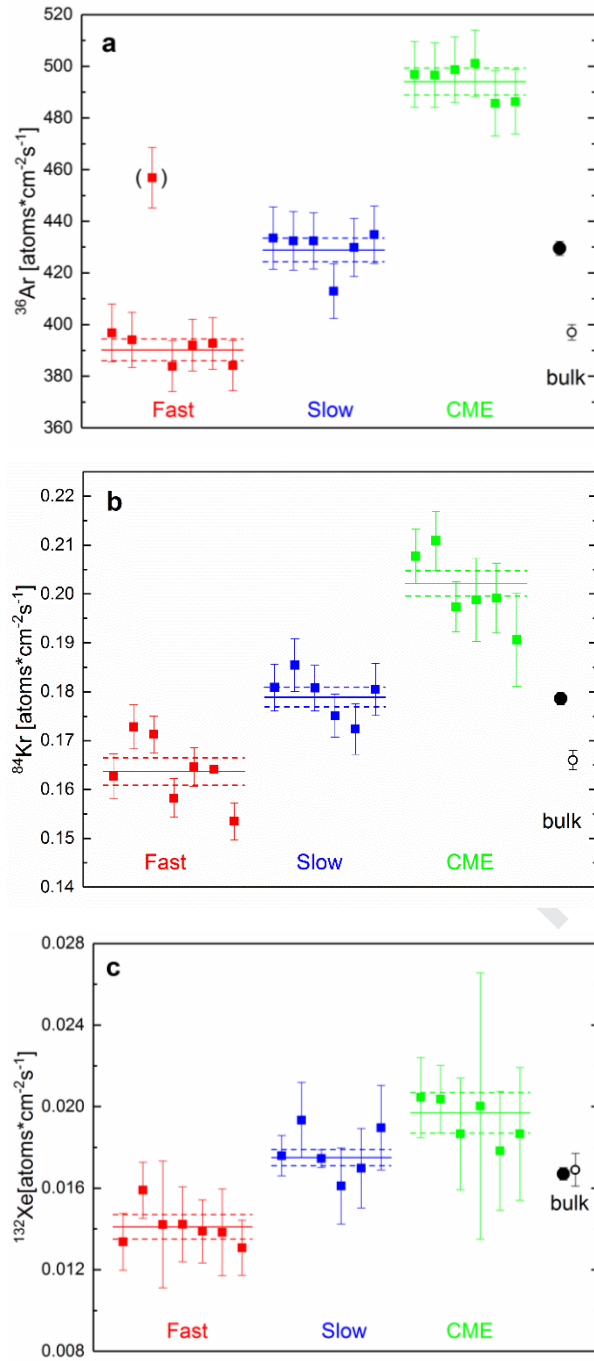 a
520
500
480
460
440
420
400
380
360
³⁶Ar [atoms*cm⁻²s⁻¹]
( )
Fast
Slow
CME
bulk
b
0.22
0.21
0.20
0.19
0.18
0.17
0.16
0.15
0.14
⁸⁴Kr [atoms*cm⁻²s⁻¹]
Fast
Slow
CME
bulk
c
0.028
0.024
0.020
0.016
0.012
0.008
¹³²Xe[atoms*cm⁻²s⁻¹]
Fast
Slow
CME
bulk